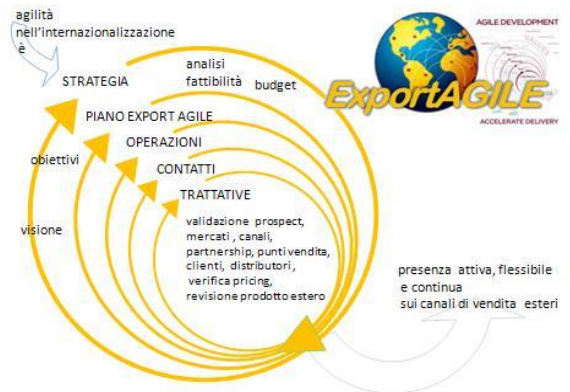 agilità
nell'internazionalizzazione
è
STRATEGIA
analisi
fattibilità
budget
PIANO EXPORT AGILE
OPERAZIONI
CONTATTI
TRATTATIVE
obiettivi
visione
validazione prospect,
mercati , canali,
partnership, punti vendita,
clienti, distributori ,
verifica pricing,
revisione prodotto estero
AGILE DEVELOPMENT
ExportAGILE
ACCELERATE DELIVERY
presenza attiva, flessibile
e continua
sui canali di vendita esteri